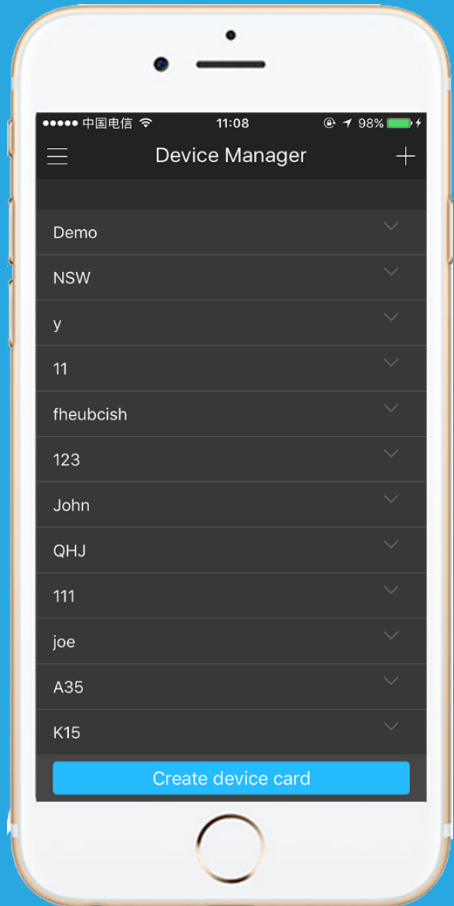 中国电信 11:08 98%
Device Manager
Demo
NSW
y
11
fheubcish
123
John
QHJ
111
joe
A35
K15
Create device card